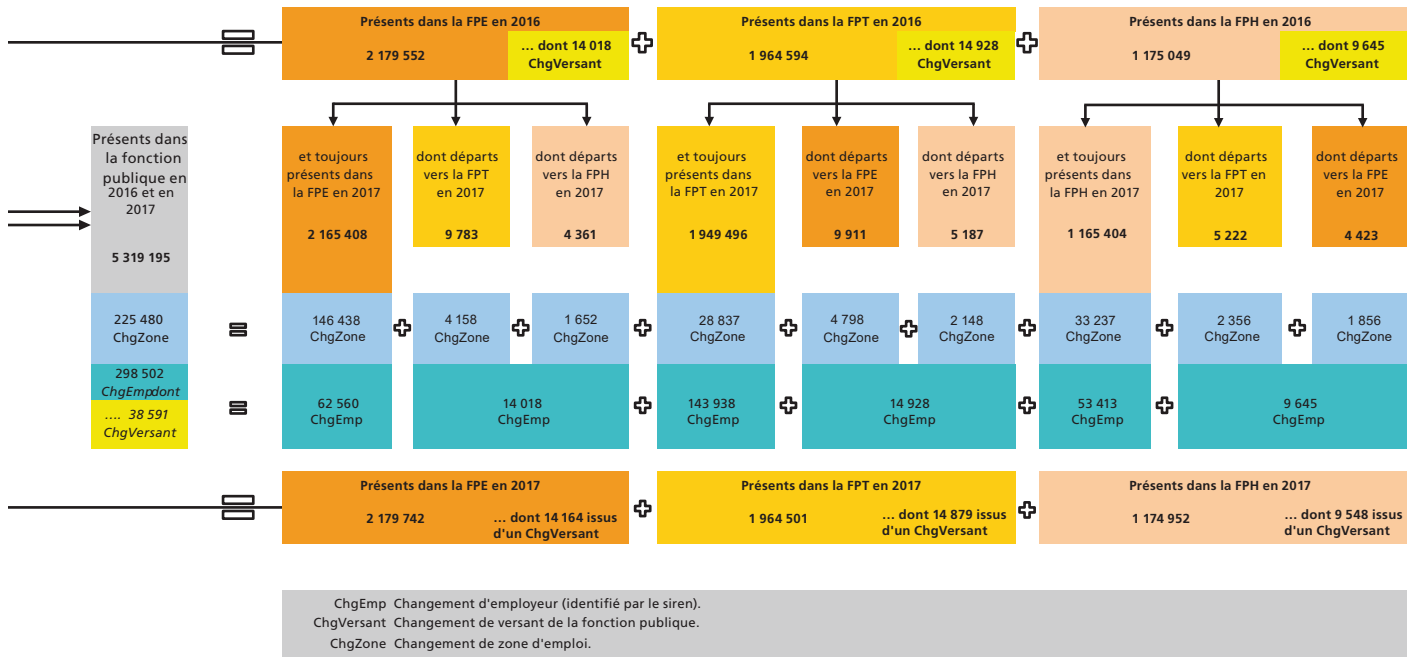 Présents dans la FPE en 2016
2 179 552
... dont 14 018
ChgVersant
Présents dans la FPT en 2016
1 964 594
... dont 14 928
ChgVersant
Présents dans la FPH en 2016
1 175 049
... dont 9 645
ChgVersant
Présents dans
la fonction
publique en
2016 et en
2017
5 319 195
et toujours
présents dans
la FPE en 2017
2 165 408
dont départs
vers la FPT
en 2017
9 783
dont départs
vers la FPH
en 2017
4 361
et toujours
présents dans
la FPT en 2017
1 949 496
dont départs
vers la FPE
en 2017
9 911
dont départs
vers la FPH
en 2017
5 187
et toujours
présents dans
la FPH en 2017
1 165 404
dont départs
vers la FPT en
2017
5 222
dont départs
vers la FPE
en 2017
4 423
225 480
ChgZone
146 438
ChgZone
4 158
ChgZone
1 652
ChgZone
28 837
ChgZone
4 798
ChgZone
2 148
ChgZone
33 237
ChgZone
2 356
ChgZone
1 856
ChgZone
298 502
ChgEmpdont
.... 38 591
ChgVersant
62 560
ChgEmp
14 018
ChgEmp
143 938
ChgEmp
14 928
ChgEmp
53 413
ChgEmp
9 645
ChgEmp
Présents dans la FPE en 2017
2 179 742
... dont 14 164 issus
d'un ChgVersant
Présents dans la FPT en 2017
1 964 501
... dont 14 879 issus
d'un ChgVersant
Présents dans la FPH en 2017
1 174 952
... dont 9 548 issus
d'un ChgVersant
ChgEmp Changement d'employeur (identifié par le siren).
ChgVersant Changement de versant de la fonction publique.
ChgZone Changement de zone d'emploi.